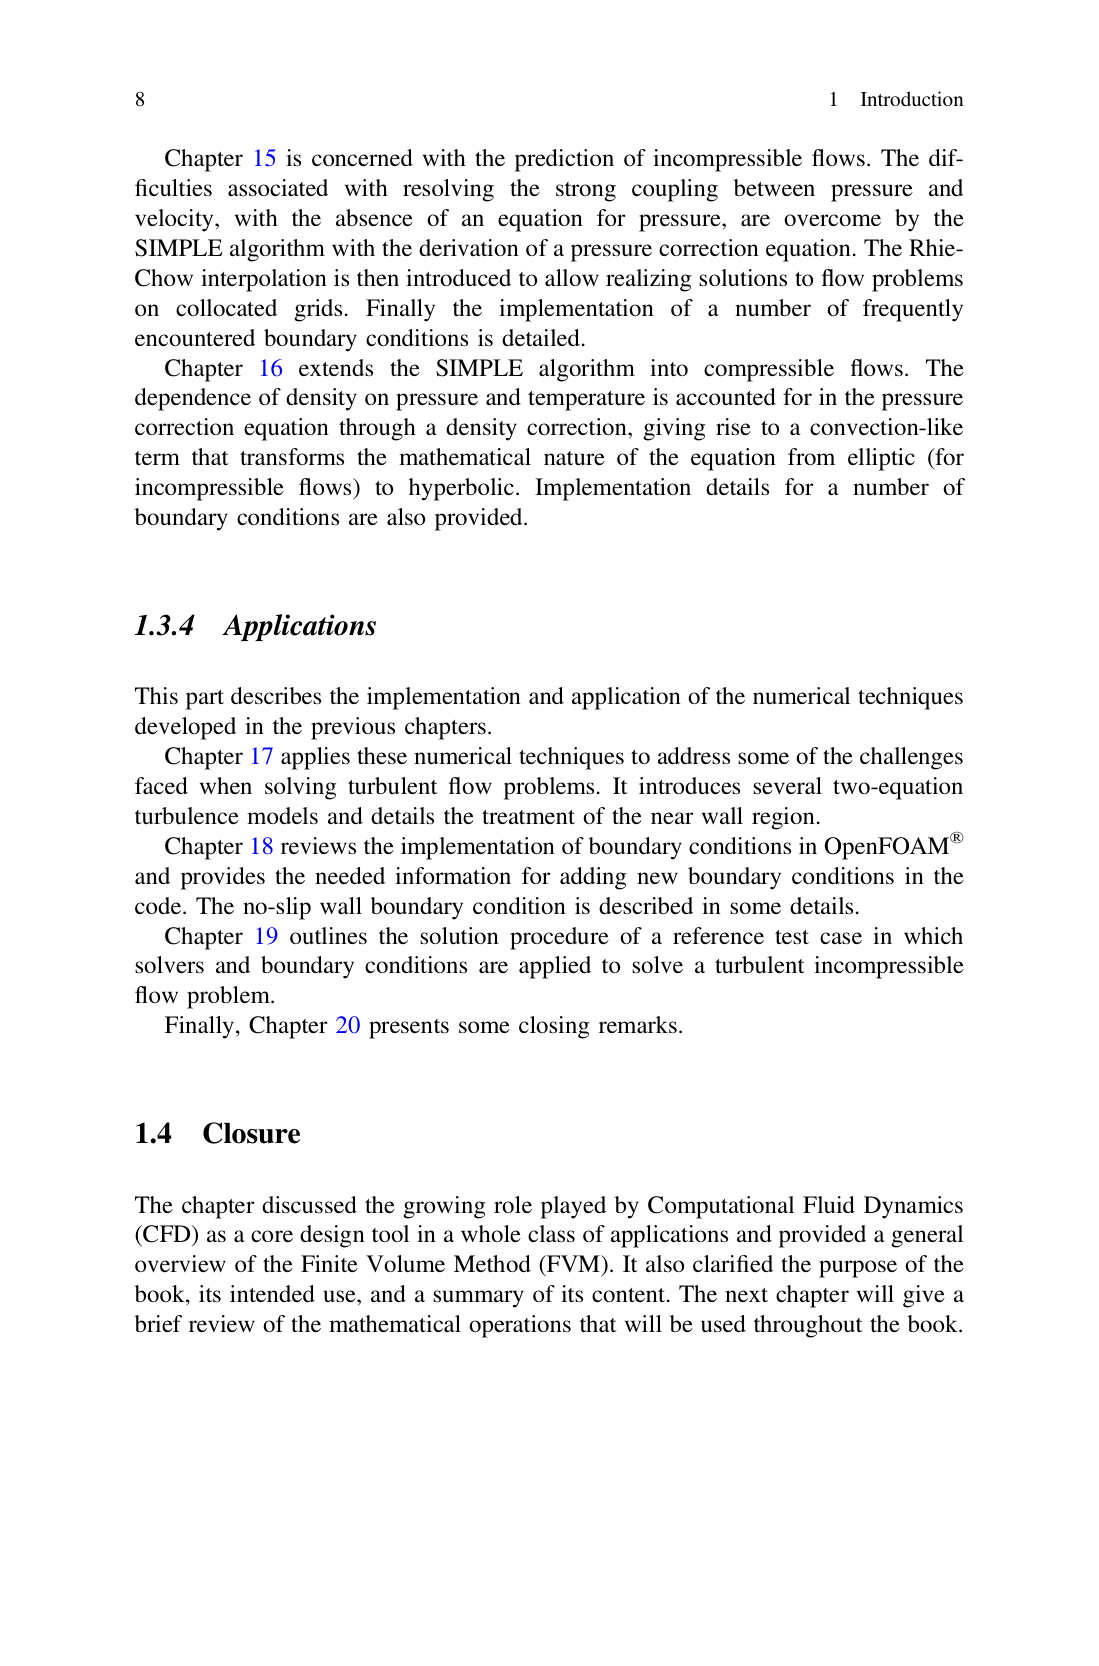 8
1 Introduction
Chapter 15 is concerned with the prediction of incompressible flows. The dif-
ficulties associated with resolving the strong coupling between pressure and
velocity, with the absence of an equation for pressure, are overcome by the
SIMPLE algorithm with the derivation of a pressure correction equation. The Rhie-
Chow interpolation is then introduced to allow realizing solutions to flow problems
on collocated grids. Finally the implementation of a number of frequently
encountered boundary conditions is detailed.
Chapter 16 extends the SIMPLE algorithm into compressible flows. The
dependence of density on pressure and temperature is accounted for in the pressure
correction equation through a density correction, giving rise to a convection-like
term that transforms the mathematical nature of the equation from elliptic (for
incompressible flows) to hyperbolic. Implementation details for a number of
boundary conditions are also provided.
1.3.4 Applications
This part describes the implementation and application of the numerical techniques
developed in the previous chapters.
Chapter 17 applies these numerical techniques to address some of the challenges
faced when solving turbulent flow problems. It introduces several two-equation
turbulence models and details the treatment of the near wall region.
Chapter 18 reviews the implementation of boundary conditions in OpenFOAM®
and provides the needed information for adding new boundary conditions in the
code. The no-slip wall boundary condition is described in some details.
Chapter 19 outlines the solution procedure of a reference test case in which
solvers and boundary conditions are applied to solve a turbulent incompressible
flow problem.
Finally, Chapter 20 presents some closing remarks.
1.4 Closure
The chapter discussed the growing role played by Computational Fluid Dynamics
(CFD) as a core design tool in a whole class of applications and provided a general
overview of the Finite Volume Method (FVM). It also clarified the purpose of the
book, its intended use, and a summary of its content. The next chapter will give a
brief review of the mathematical operations that will be used throughout the book.